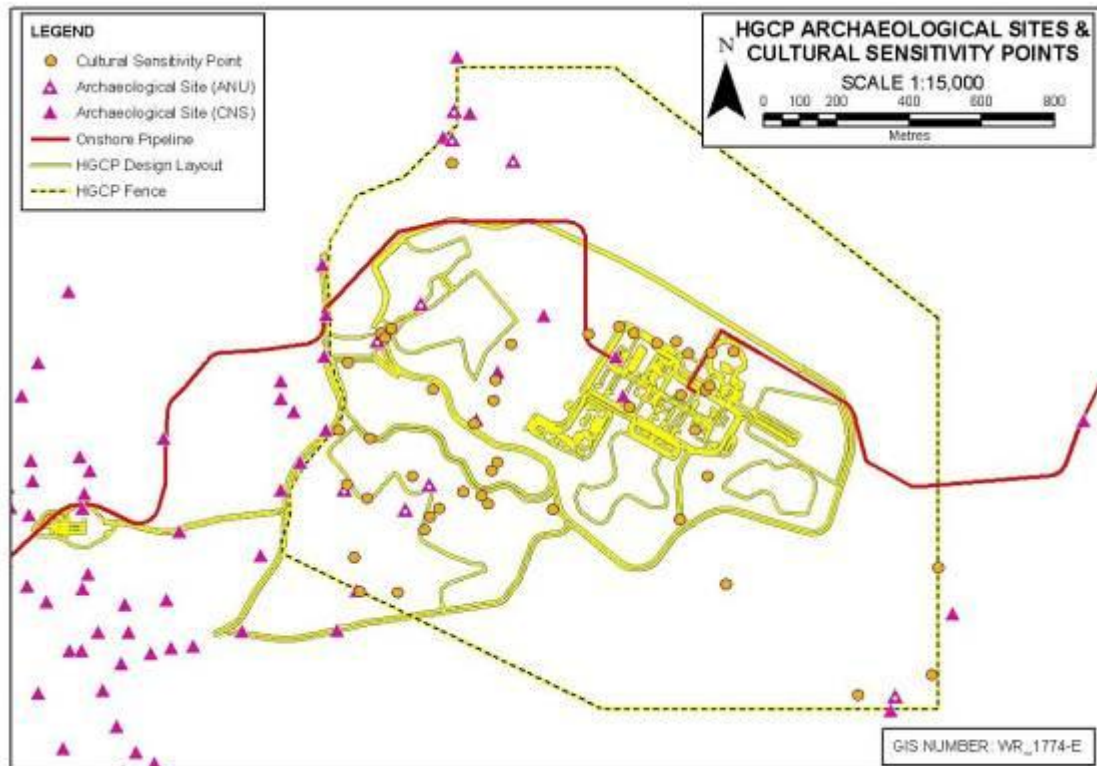 LEGEND
Cultural Sensitivity Point
Archaeological Site (ANU)
Archaeological Site (CNS)
Onshore Pipeline
HGCP Design Layout
HGCP Fence
HGCP ARCHAEOLOGICAL SITES &
CULTURAL SENSITIVITY POINTS
N
SCALE 1:15,000
0 100 200 400 600 800
Metres
GIS NUMBER: WR_1774-E